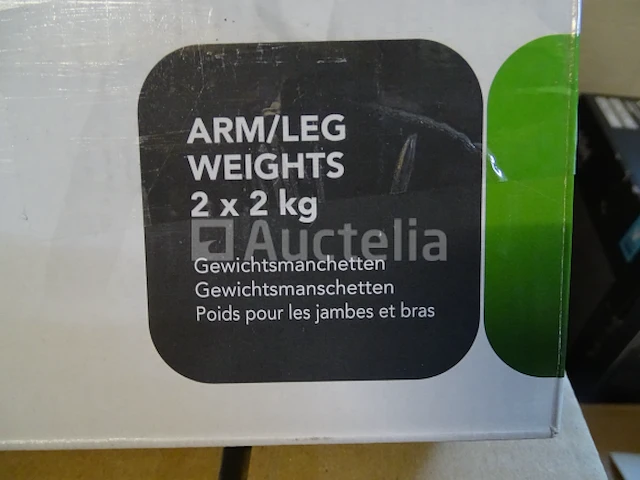 ARM/LEG
WEIGHTS
2 x 2 kg
Auctelia
Gewichtsmanchetten
Gewichtsmanschetten
Poids pour les jambes et bras